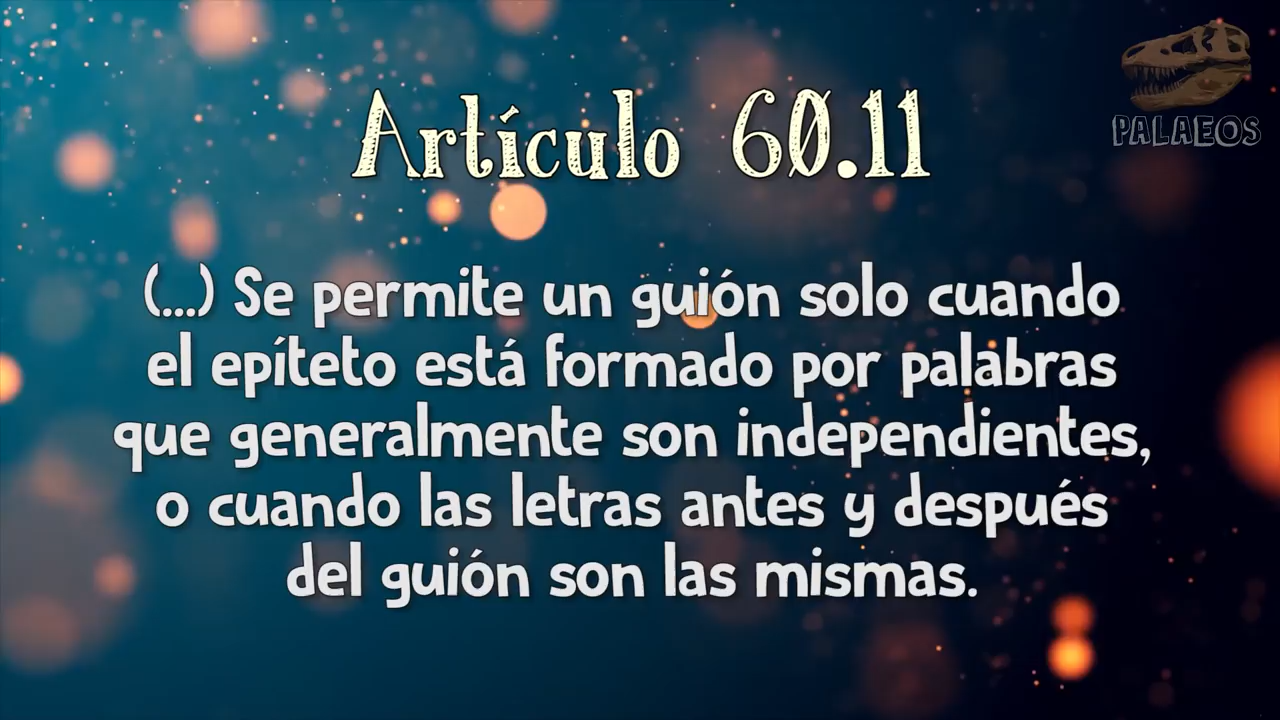 PALAEOS
Artículo 60.11
(...) Se permite un guión solo cuando
el epíteto está formado por palabras
que generalmente son independientes,
o cuando las letras antes y después
del guión son las mismas.